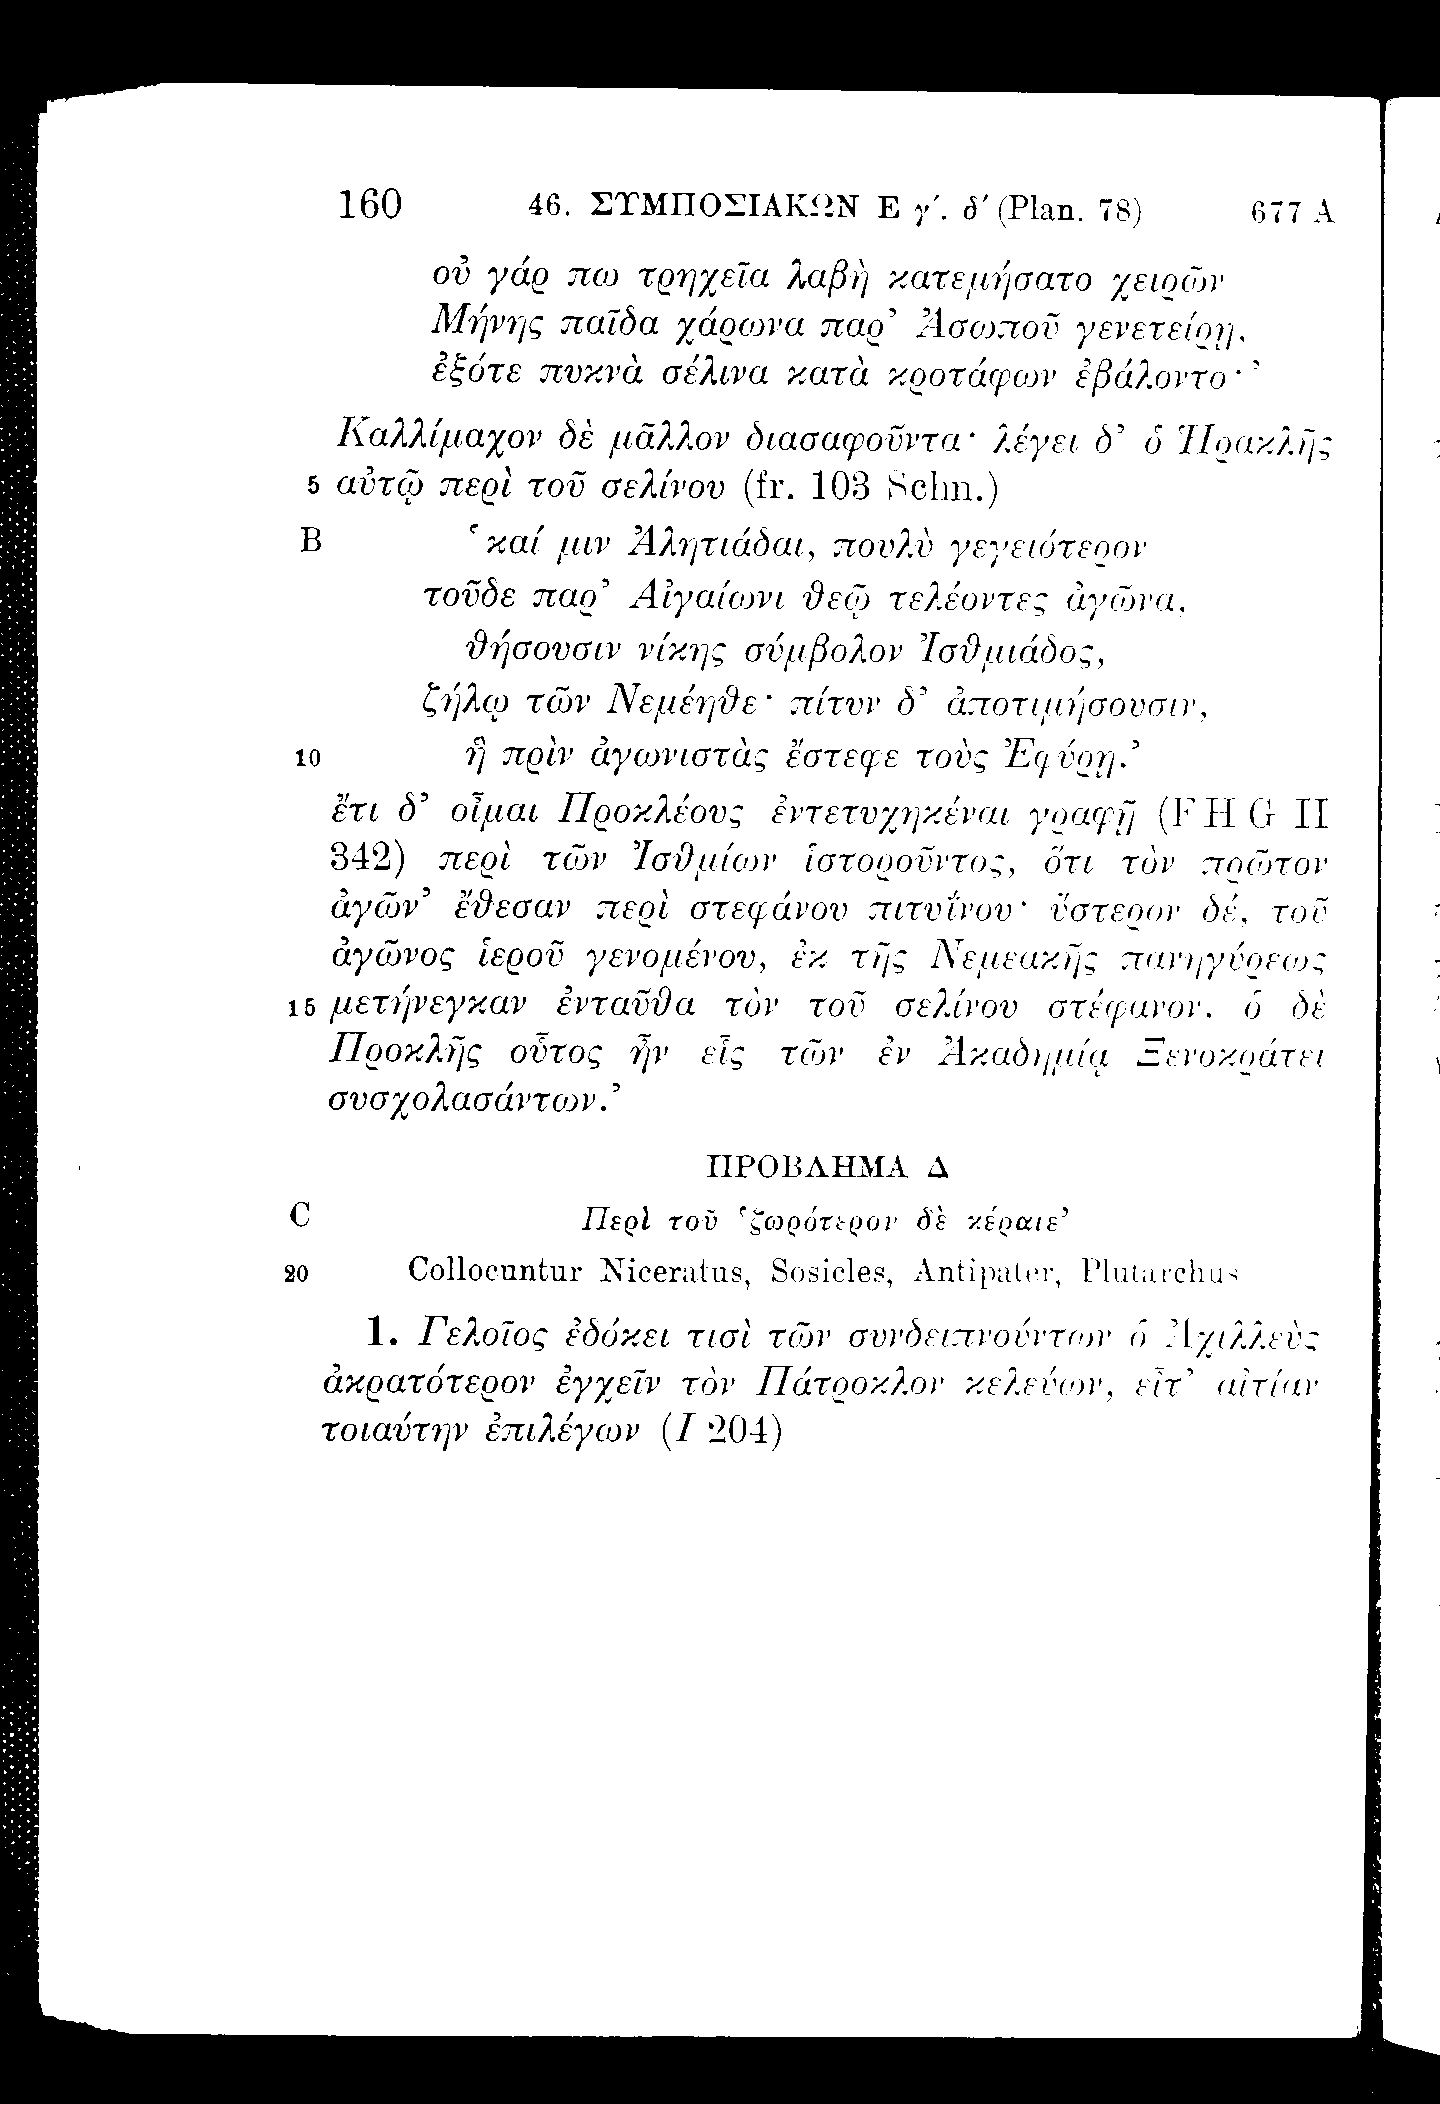 160 46. ΣΥΜΠΟΣΙΑΚΩΝ Ε γ´. δ´ (Plan. 78) 677 A
οὐ γάρ πω τρηχεῖα λαβὴ κατεμήσατο χειρῶν
Μήνης παῖδα χάρωνα παρ’ Ἀσωποῦ γενετείρῃ,
ἐξότε πυκνὰ σέλινα κατὰ κροτάφων ἐβάλοντο·’
Καλλίμαχον δὲ μᾶλλον διασαφοῦντα· λέγει δ’ ὁ Ἡρακλῆς
5 αὐτῷ περὶ τοῦ σελίνου (fr. 103 Schn.)
B ‘καί μιν Ἀλητιάδαι, πουλὺ γεγειότερον
τοῦδε παρ’ Αἰγαίωνι θεῷ τελέοντες ἀγῶνα,
θήσουσιν νίκης σύμβολον Ἰσθμιάδος,
ζήλῳ τῶν Νεμέηθε· πίτυν δ’ ἀποτιμήσουσιν,
10 ἣ πρὶν ἀγωνιστὰς ἔστεφε τοὺς Ἐφύρῃ.’
ἔτι δ’ οἶμαι Προκλέους ἐντετυχηκέναι γραφῇ (F H G II
342) περὶ τῶν Ἰσθμίων ἱστοροῦντος, ὅτι τὸν πρῶτον
ἀγῶν’ ἔθεσαν περὶ στεφάνου πιτυΐνου· ὕστερον δέ, τοῦ
ἀγῶνος ἱεροῦ γενομένου, ἐκ τῆς Νεμεακῆς πανηγύρεως
15 μετήνεγκαν ἐνταῦθα τὸν τοῦ σελίνου στέφανον. ὁ δὲ
Προκλῆς οὗτος ἦν εἷς τῶν ἐν Ἀκαδημίᾳ Ξενοκράτει
συσχολασάντων.’
ΠΡΟΒΛΗΜΑ Δ
C Περὶ τοῦ ‘ζωρότερον δὲ κέραιε’
20 Collocuntur Niceratus, Sosicles, Antipater, Plutarchus
1. Γελοῖος ἐδόκει τισὶ τῶν συνδειπνούντων ὁ Ἀχιλλεὺς
ἀκρατότερον ἐγχεῖν τὸν Πάτροκλον κελεύων, εἶτ’ αἰτίαν
τοιαύτην ἐπιλέγων (I 204)